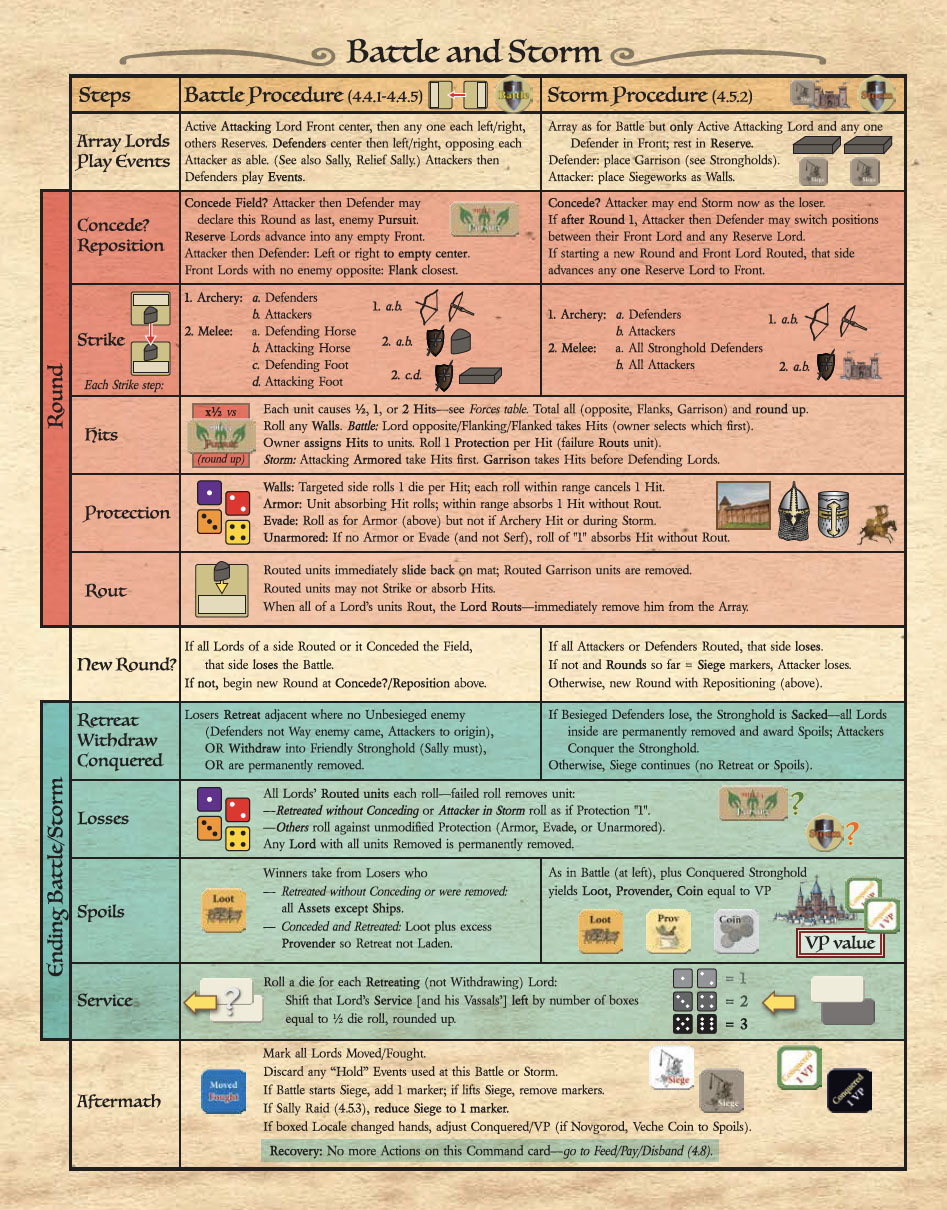 Battle and Storm
Steps
Battle Procedure (4.4.1-4.4.5)
Battle
Storm Procedure (4.5.2)
Storm
Array Lords
Play Events
Active Attacking Lord Front center, then any one each left/right,
others Reserves. Defenders center then left/right, opposing each
Attacker as able. (See also Sally, Relief Sally.) Attackers then
Defenders play Events.
Array as for Battle but only Active Attacking Lord and any one
Defender in Front; rest in Reserve.
Defender: place Garrison (see Strongholds).
Attacker: place Siegeworks as Walls.
Siege
Siege
Round
Concede?
Reposition
Concede Field? Attacker then Defender may
declare this Round as last, enemy Pursuit.
Reserve Lords advance into any empty Front.
Attacker then Defender: Left or right to empty center.
Front Lords with no enemy opposite: Flank closest.
Concede? Attacker may end Storm now as the loser.
If after Round 1, Attacker then Defender may switch positions
between their Front Lord and any Reserve Lord.
If starting a new Round and Front Lord Routed, that side
advances any one Reserve Lord to Front.
Strike
Each Strike step:
1. Archery: a. Defenders
b. Attackers
2. Melee: a. Defending Horse
b. Attacking Horse
c. Defending Foot
d. Attacking Foot
1. a.b.
2. a.b.
2. c.d.
1. Archery: a. Defenders
b. Attackers
2. Melee: a. All Stronghold Defenders
b. All Attackers
1. a.b.
2. a.b.
Hits
x½ vs
Pursuit
(round up)
Each unit causes ½, 1, or 2 Hits—see Forces table. Total all (opposite, Flanks, Garrison) and round up.
Roll any Walls. Battle: Lord opposite/Flanking/Flanked takes Hits (owner selects which first).
Owner assigns Hits to units. Roll 1 Protection per Hit (failure Routs unit).
Storm: Attacking Armored take Hits first. Garrison takes Hits before Defending Lords.
Protection
Walls: Targeted side rolls 1 die per Hit; each roll within range cancels 1 Hit.
Armor: Unit absorbing Hit rolls; within range absorbs 1 Hit without Rout.
Evade: Roll as for Armor (above) but not if Archery Hit or during Storm.
Unarmored: If no Armor or Evade (and not Serf), roll of "1" absorbs Hit without Rout.
Rout
Routed units immediately slide back on mat; Routed Garrison units are removed.
Routed units may not Strike or absorb Hits.
When all of a Lord's units Rout, the Lord Routs—immediately remove him from the Array.
New Round?
If all Lords of a side Routed or it Conceded the Field,
that side loses the Battle.
If not, begin new Round at Concede?/Reposition above.
If all Attackers or Defenders Routed, that side loses.
If not and Rounds so far = Siege markers, Attacker loses.
Otherwise, new Round with Repositioning (above).
Ending Battle/Storm
Retreat
Withdraw
Conquered
Losers Retreat adjacent where no Unbesieged enemy
(Defenders not Way enemy came, Attackers to origin),
OR Withdraw into Friendly Stronghold (Sally must),
OR are permanently removed.
If Besieged Defenders lose, the Stronghold is Sacked—all Lords
inside are permanently removed and award Spoils; Attackers
Conquer the Stronghold.
Otherwise, Siege continues (no Retreat or Spoils).
Losses
All Lords' Routed units each roll—failed roll removes unit:
—Retreated without Conceding or Attacker in Storm roll as if Protection "1".
—Others roll against unmodified Protection (Armor, Evade, or Unarmored).
Any Lord with all units Removed is permanently removed.
?
Storm
?
Spoils
Loot
Winners take from Losers who
— Retreated without Conceding or were removed:
all Assets except Ships.
— Conceded and Retreated: Loot plus excess
Provender so Retreat not Laden.
As in Battle (at left), plus Conquered Stronghold
yields Loot, Provender, Coin equal to VP
Loot
Prov
Coin
VP value
Service
?
Roll a die for each Retreating (not Withdrawing) Lord:
Shift that Lord's Service [and his Vassals'] left by number of boxes
equal to ½ die roll, rounded up.
= 1
= 2
= 3
Aftermath
Moved
Fought
Mark all Lords Moved/Fought.
Discard any “Hold” Events used at this Battle or Storm.
If Battle starts Siege, add 1 marker; if lifts Siege, remove markers.
If Sally Raid (4.5.3), reduce Siege to 1 marker.
If boxed Locale changed hands, adjust Conquered/VP (if Novgorod, Veche Coin to Spoils).
Siege
Siege
Conquered
1 VP
Conquered
1 VP
Recovery: No more Actions on this Command card—go to Feed/Pay/Disband (4.8).